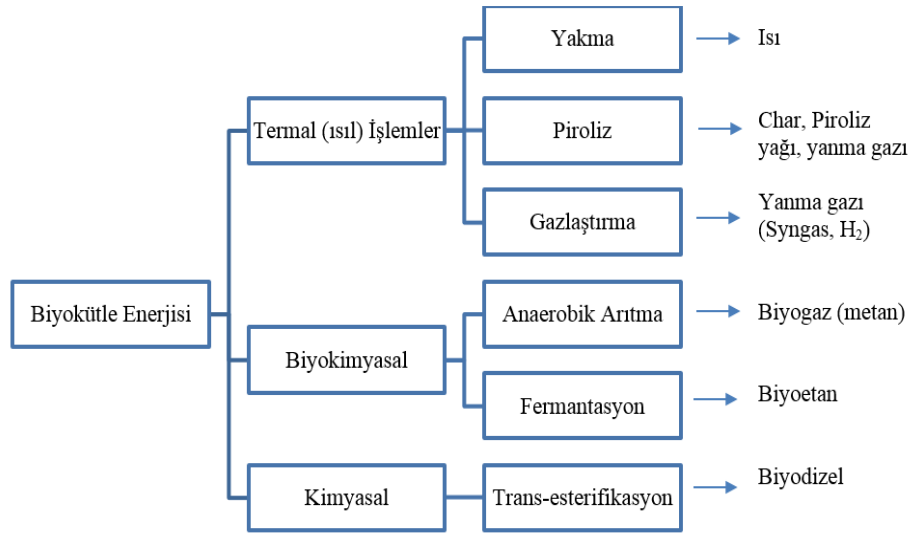 Yakma
Isı
Termal (ısıl) İşlemler
Piroliz
Char, Piroliz
yağı, yanma gazı
Gazlaştırma
Yanma gazı
(Syngas, H₂)
Biyokütle Enerjisi
Anaerobik Arıtma
Biyogaz (metan)
Biyokimyasal
Fermantasyon
Biyoetan
Kimyasal
Trans-esterifikasyon
Biyodizel